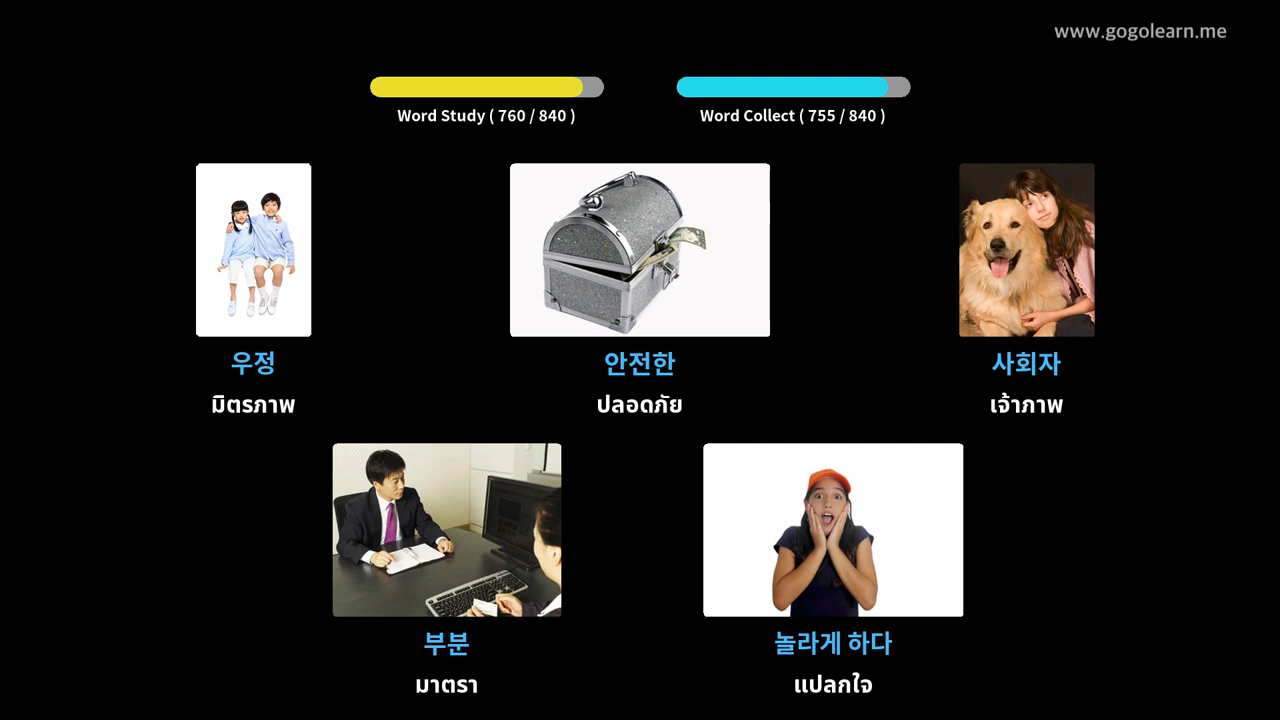 www.gogolearn.me
Word Study ( 760 / 840 )
Word Collect ( 755 / 840 )
우정
안전한
사회자
มิตรภาพ
ปลอดภัย
เจ้าภาพ
부분
놀라게 하다
มาตรา
แปลกใจ